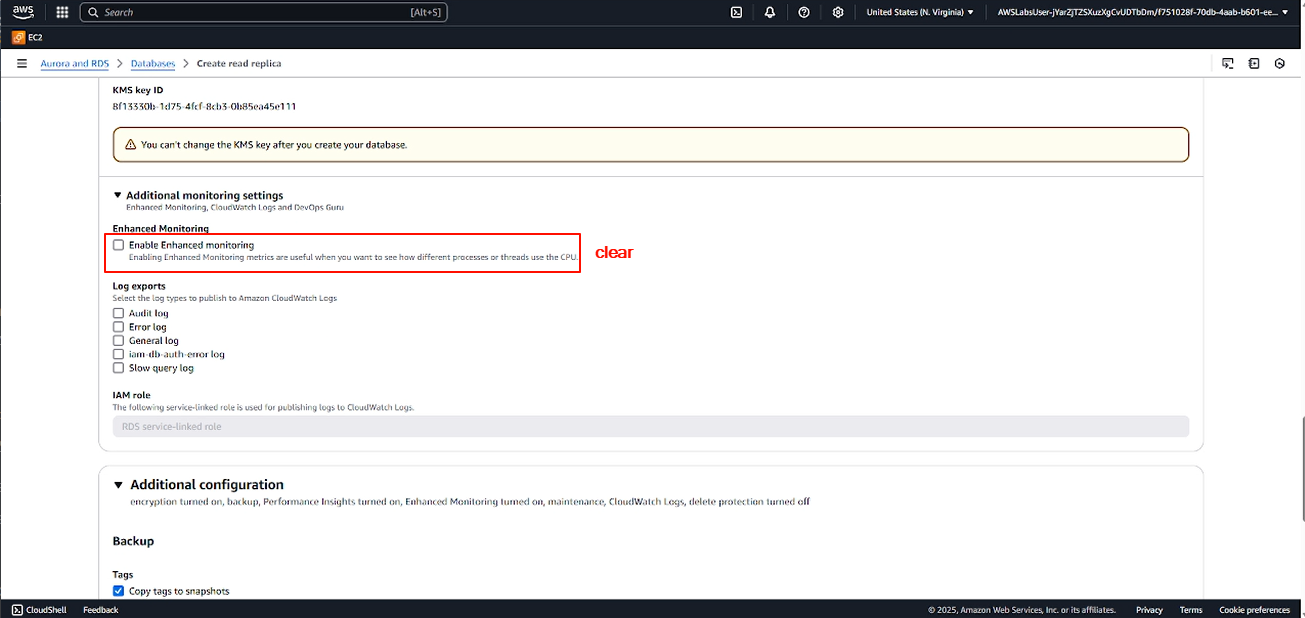 aws
Search [Alt+S]
United States (N. Virginia)
AWSLabsUser-jYarZjTZSXuzXgCvUDTbDm/f751028f-70db-4aab-b601-ee...
EC2
Aurora and RDS > Databases > Create read replica
KMS key ID
8f13330b-1d75-4fcf-8cb3-0b85ea45e111
You can't change the KMS key after you create your database.
Additional monitoring settings
Enhanced Monitoring, CloudWatch Logs and DevOps Guru
Enhanced Monitoring
Enable Enhanced monitoring
Enabling Enhanced Monitoring metrics are useful when you want to see how different processes or threads use the CPU.
clear
Log exports
Select the log types to publish to Amazon CloudWatch Logs
Audit log
Error log
General log
iam-db-auth-error log
Slow query log
IAM role
The following service-linked role is used for publishing logs to CloudWatch Logs.
RDS service-linked role
Additional configuration
encryption turned on, backup, Performance Insights turned on, Enhanced Monitoring turned on, maintenance, CloudWatch Logs, delete protection turned off
Backup
Tags
Copy tags to snapshots
CloudShell Feedback © 2025, Amazon Web Services, Inc. or its affiliates. Privacy Terms Cookie preferences